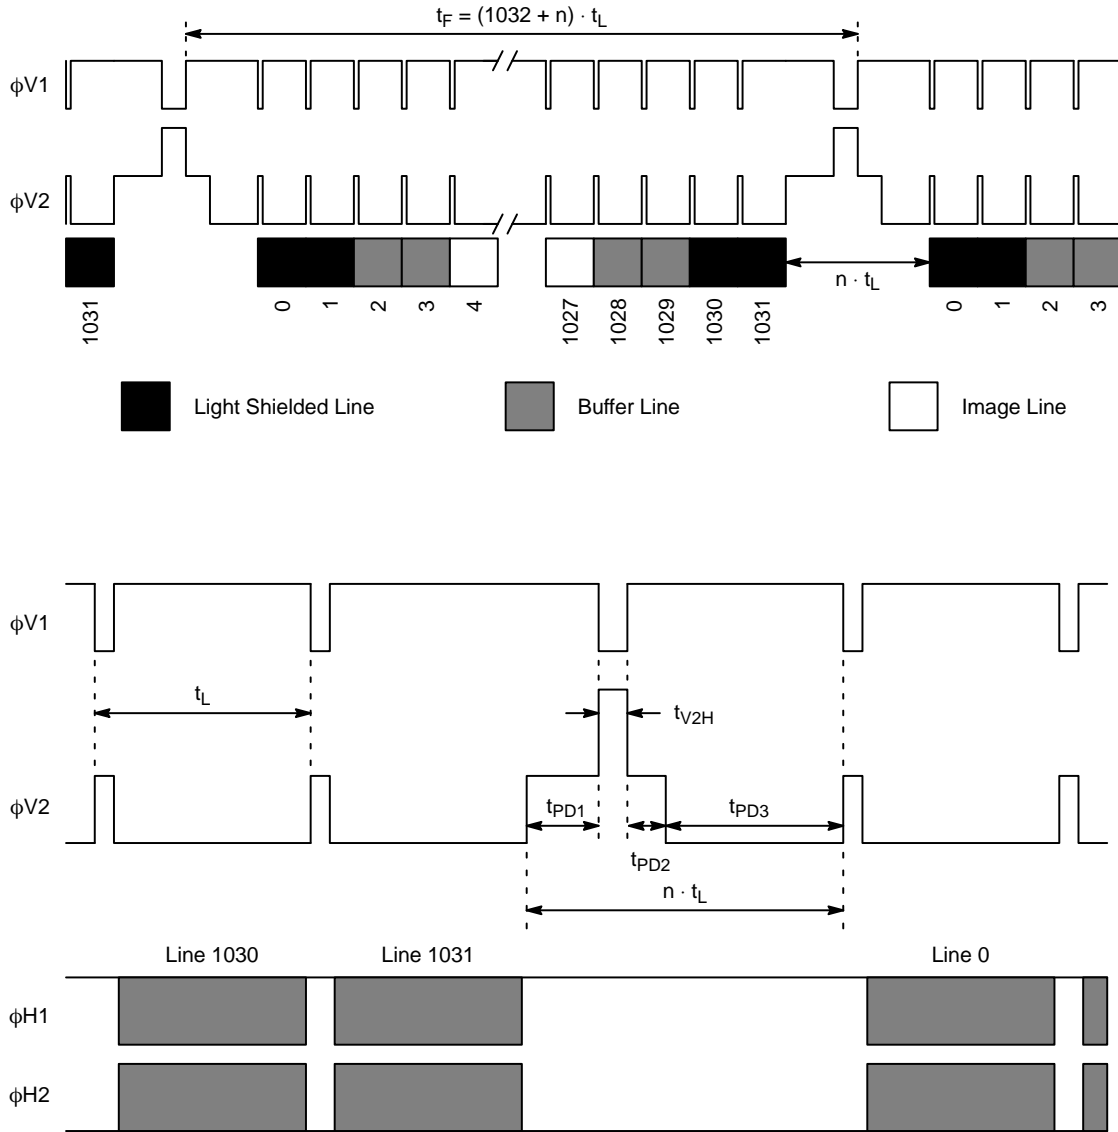 t_F = (1032 + n) · t_L
ϕV1
ϕV2
n · t_L
1031 0 1 2 3 4 1027 1028 1029 1030 1031 0 1 2 3
Light Shielded Line Buffer Line Image Line
ϕV1
t_L
t_V2H
ϕV2
t_PD1 t_PD3
t_PD2
n · t_L
Line 1030 Line 1031 Line 0
ϕH1
ϕH2